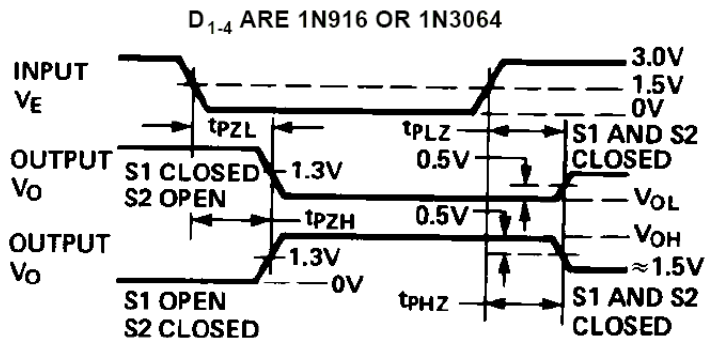 D1-4 ARE 1N916 OR 1N3064
INPUT
VE
3.0V
1.5V
0V
tPZL
tPLZ
S1 AND S2
CLOSED
OUTPUT
VO
S1 CLOSED
S2 OPEN
1.3V
0.5V
VOL
tPZH
0.5V
VOH
OUTPUT
VO
1.3V
0V
≈1.5V
S1 OPEN
S2 CLOSED
tPHZ
S1 AND S2
CLOSED